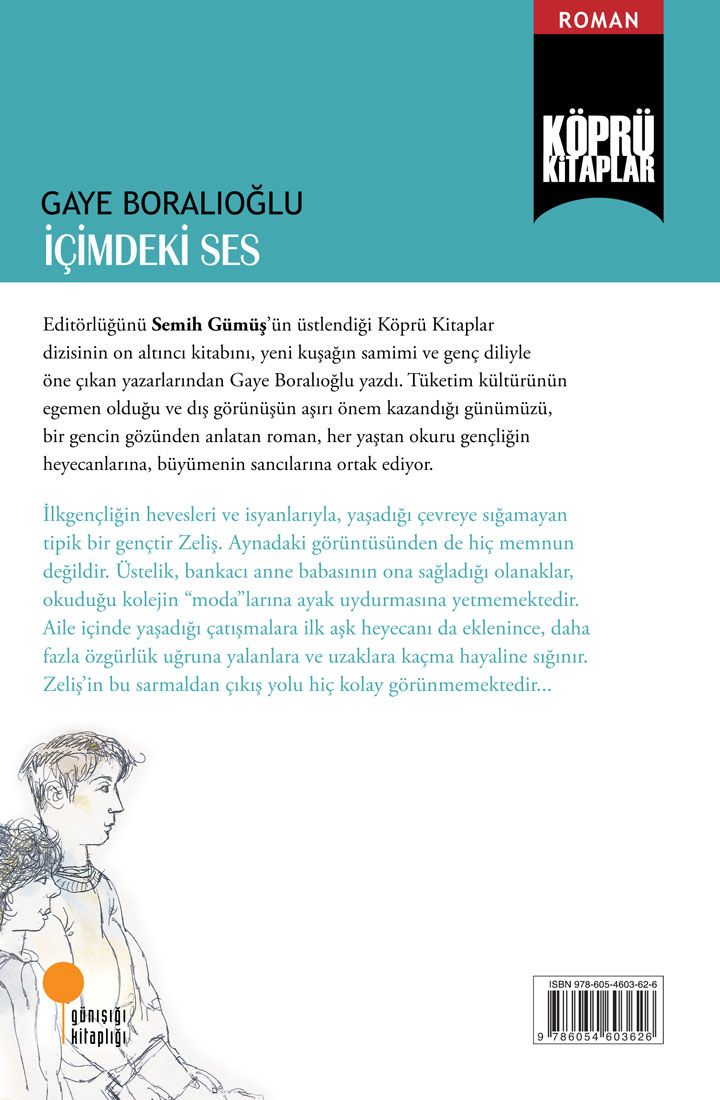 ROMAN
KÖPRÜ
KiTAPLAR
GAYE BORALIOĞLU
İÇİMDEKİ SES
Editörlüğünü Semih Gümüş’ün üstlendiği Köprü Kitaplar
dizisinin on altıncı kitabını, yeni kuşağın samimi ve genç diliyle
öne çıkan yazarlarından Gaye Boralıoğlu yazdı. Tüketim kültürünün
egemen olduğu ve dış görünüşün aşırı önem kazandığı günümüzü,
bir gencin gözünden anlatan roman, her yaştan okuru gençliğin
heyecanlarına, büyümenin sancılarına ortak ediyor.
İlkgençliğin hevesleri ve isyanlarıyla, yaşadığı çevreye sığamayan
tipik bir gençtir Zeliş. Aynadaki görüntüsünden de hiç memnun
değildir. Üstelik, bankacı anne babasının ona sağladığı olanaklar,
okuduğu kolejin “moda”larına ayak uydurmasına yetmemektedir.
Aile içinde yaşadığı çatışmalara ilk aşk heyecanı da eklenince, daha
fazla özgürlük uğruna yalanlara ve uzaklara kaçma hayaline sığınır.
Zeliş’in bu sarmaldan çıkış yolu hiç kolay görünmemektedir...
günışığı
kitaplığı
ISBN 978-605-4603-62-6
9 786054 603626